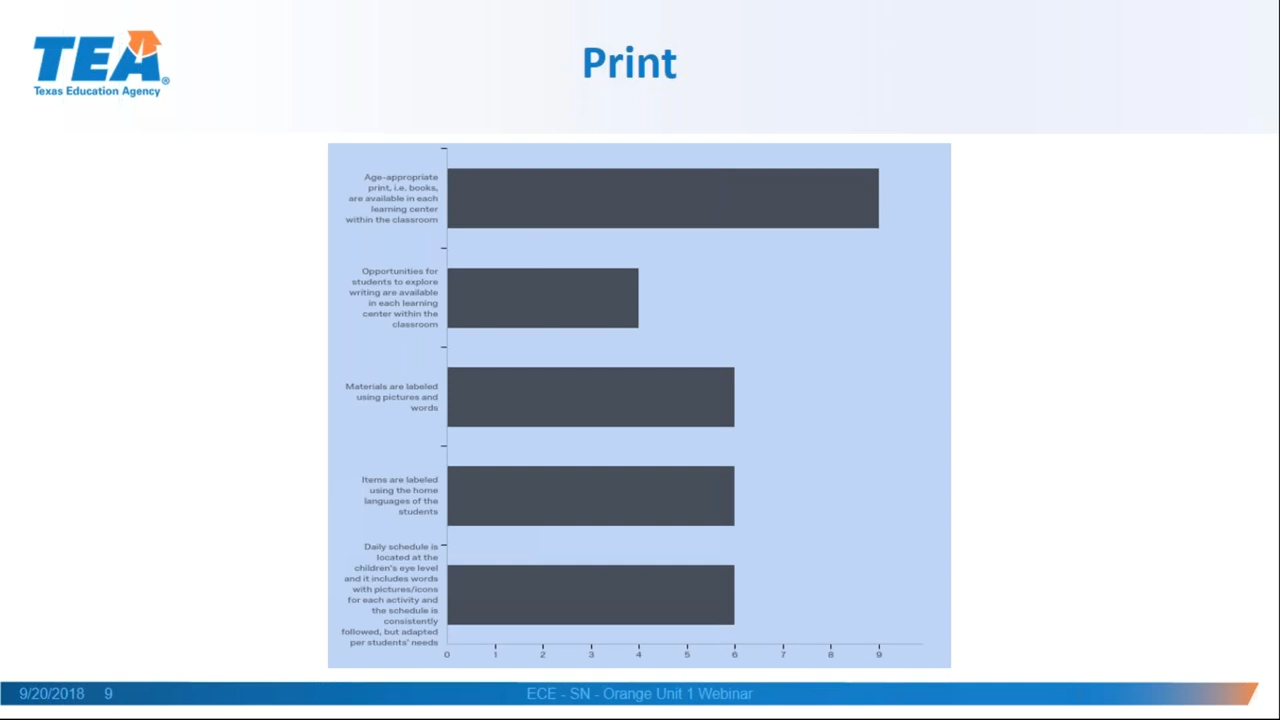 TEA®
Texas Education Agency
Print
Age-appropriate
print, i.e. books,
are available in each
learning center
within the classroom
Opportunities for
students to explore
writing are available
in each learning
center within the
classroom
Materials are labeled
using pictures and
words
Items are labeled
using the home
languages of the
students
Daily schedule is
located at the
children's eye level
and it includes words
with pictures/icons
for each activity and
the schedule is
consistently
followed, but adapted
per students' needs
0 1 2 3 4 5 6 7 8 9
9/20/2018 9 ECE - SN - Orange Unit 1 Webinar